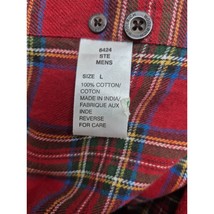 8424
STE
MENS
SIZE L
100% COTTON/
COTON
MADE IN INDIA/
FABRIQUE AUX
INDE
REVERSE
FOR CARE